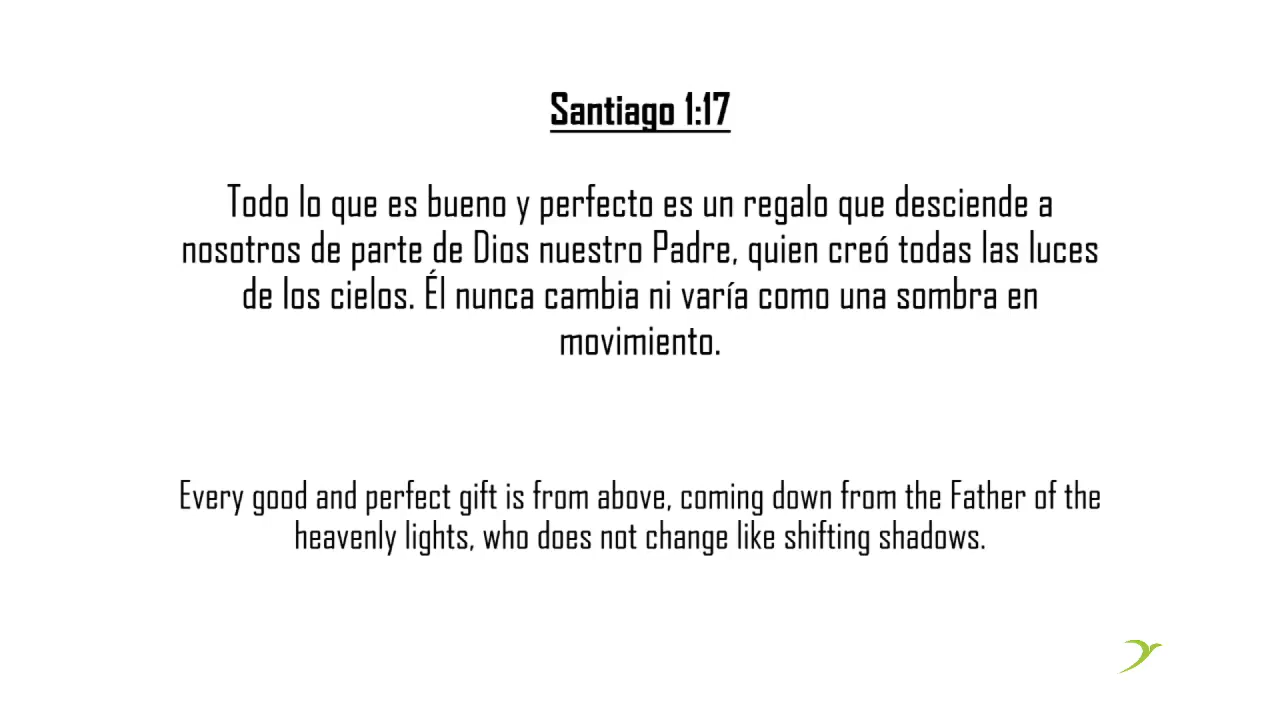 Santiago 1:17
Todo lo que es bueno y perfecto es un regalo que desciende a
nosotros de parte de Dios nuestro Padre, quien creó todas las luces
de los cielos. Él nunca cambia ni varía como una sombra en
movimiento.
Every good and perfect gift is from above, coming down from the Father of the
heavenly lights, who does not change like shifting shadows.